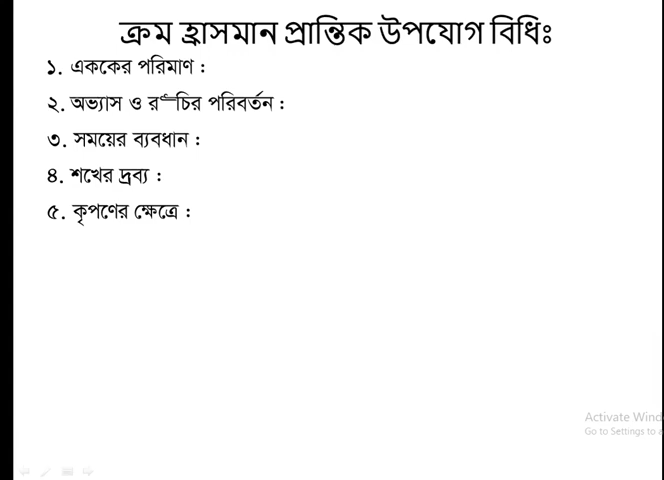 ক্রম হ্রাসমান প্রান্তিক উপযোগ বিধিঃ
১. এককের পরিমাণ :
২. অভ্যাস ও রুচির পরিবর্তন :
৩. সময়ের ব্যবধান :
৪. শখের দ্রব্য :
৫. কৃপণের ক্ষেত্রে :
Activate Wind
Go to Settings to a